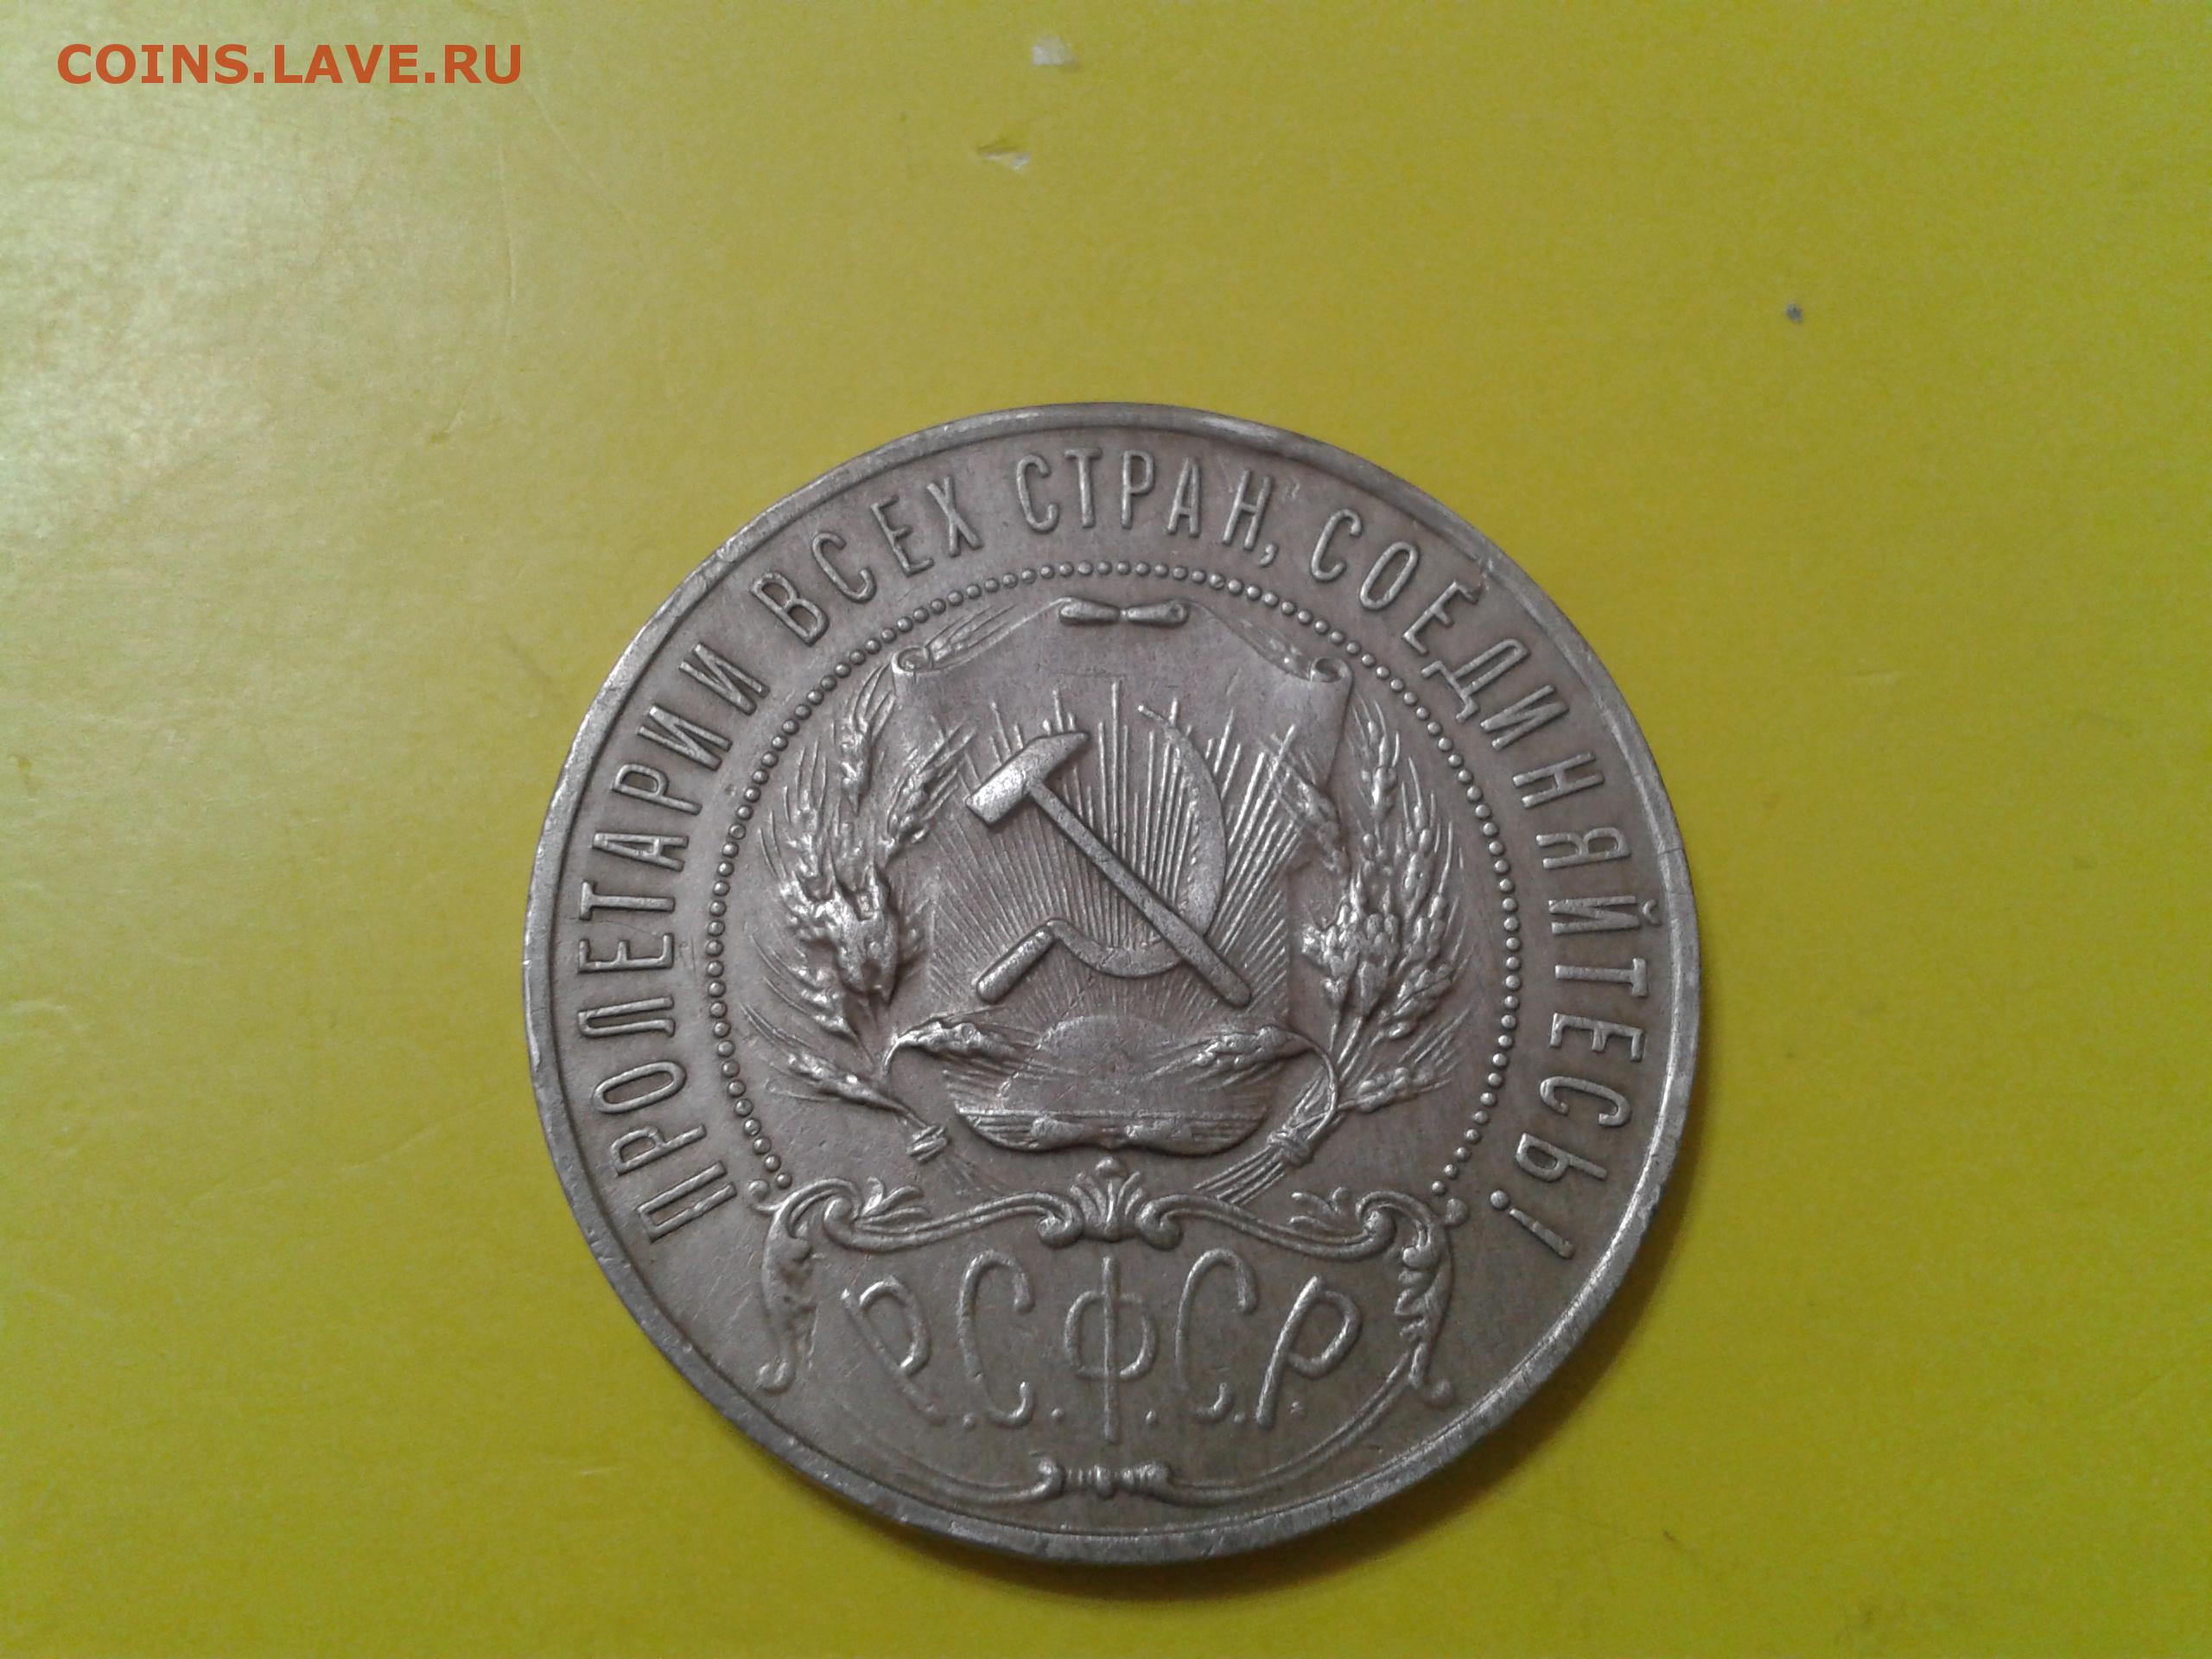 COINS.LAVE.RU
ПРОЛЕТАРИИ ВСЕХ СТРАН, СОЕДИНЯЙТЕСЬ!
Р.С.Ф.С.Р.